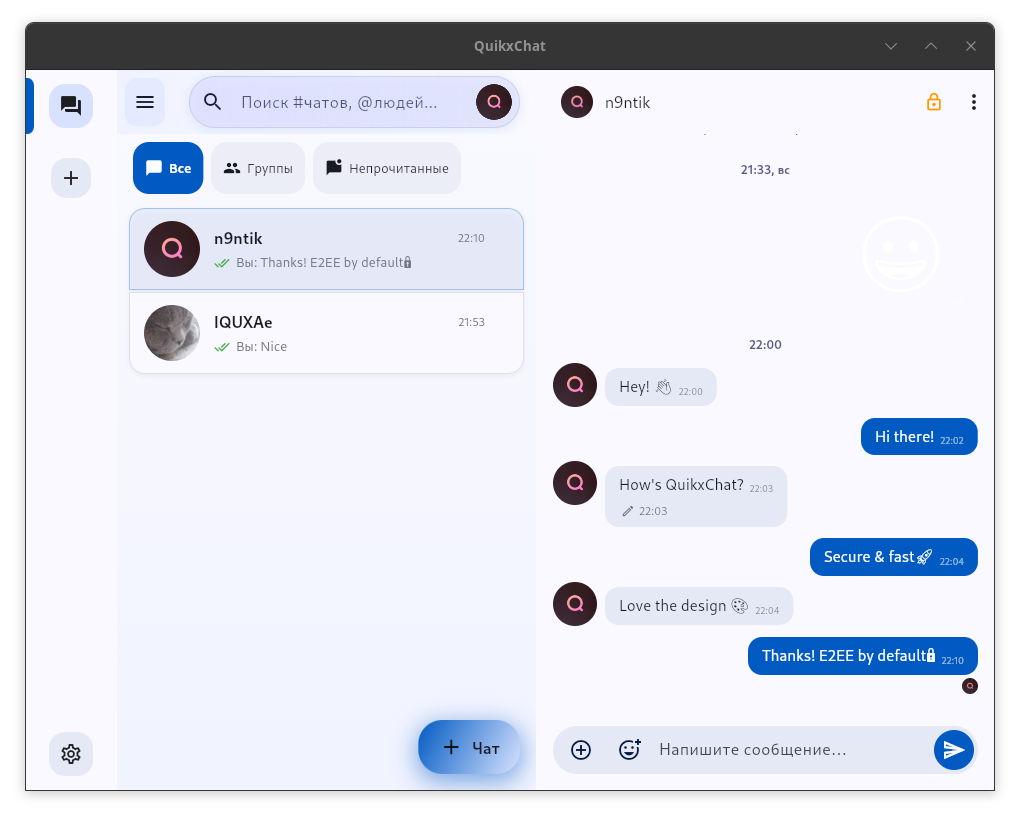 QuikxChat
Поиск #чатов, @людей...
n9ntik
Все
Группы
Непрочитанные
n9ntik
22:10
Вы: Thanks! E2EE by default🔒
IQUXAe
21:53
Вы: Nice
Чат
21:33, вс
22:00
Hey! 👋 22:00
Hi there! 22:02
How's QuikxChat? 22:03
22:03
Secure & fast🚀 22:04
Love the design 🎨 22:04
Thanks! E2EE by default🔒 22:10
Напишите сообщение...